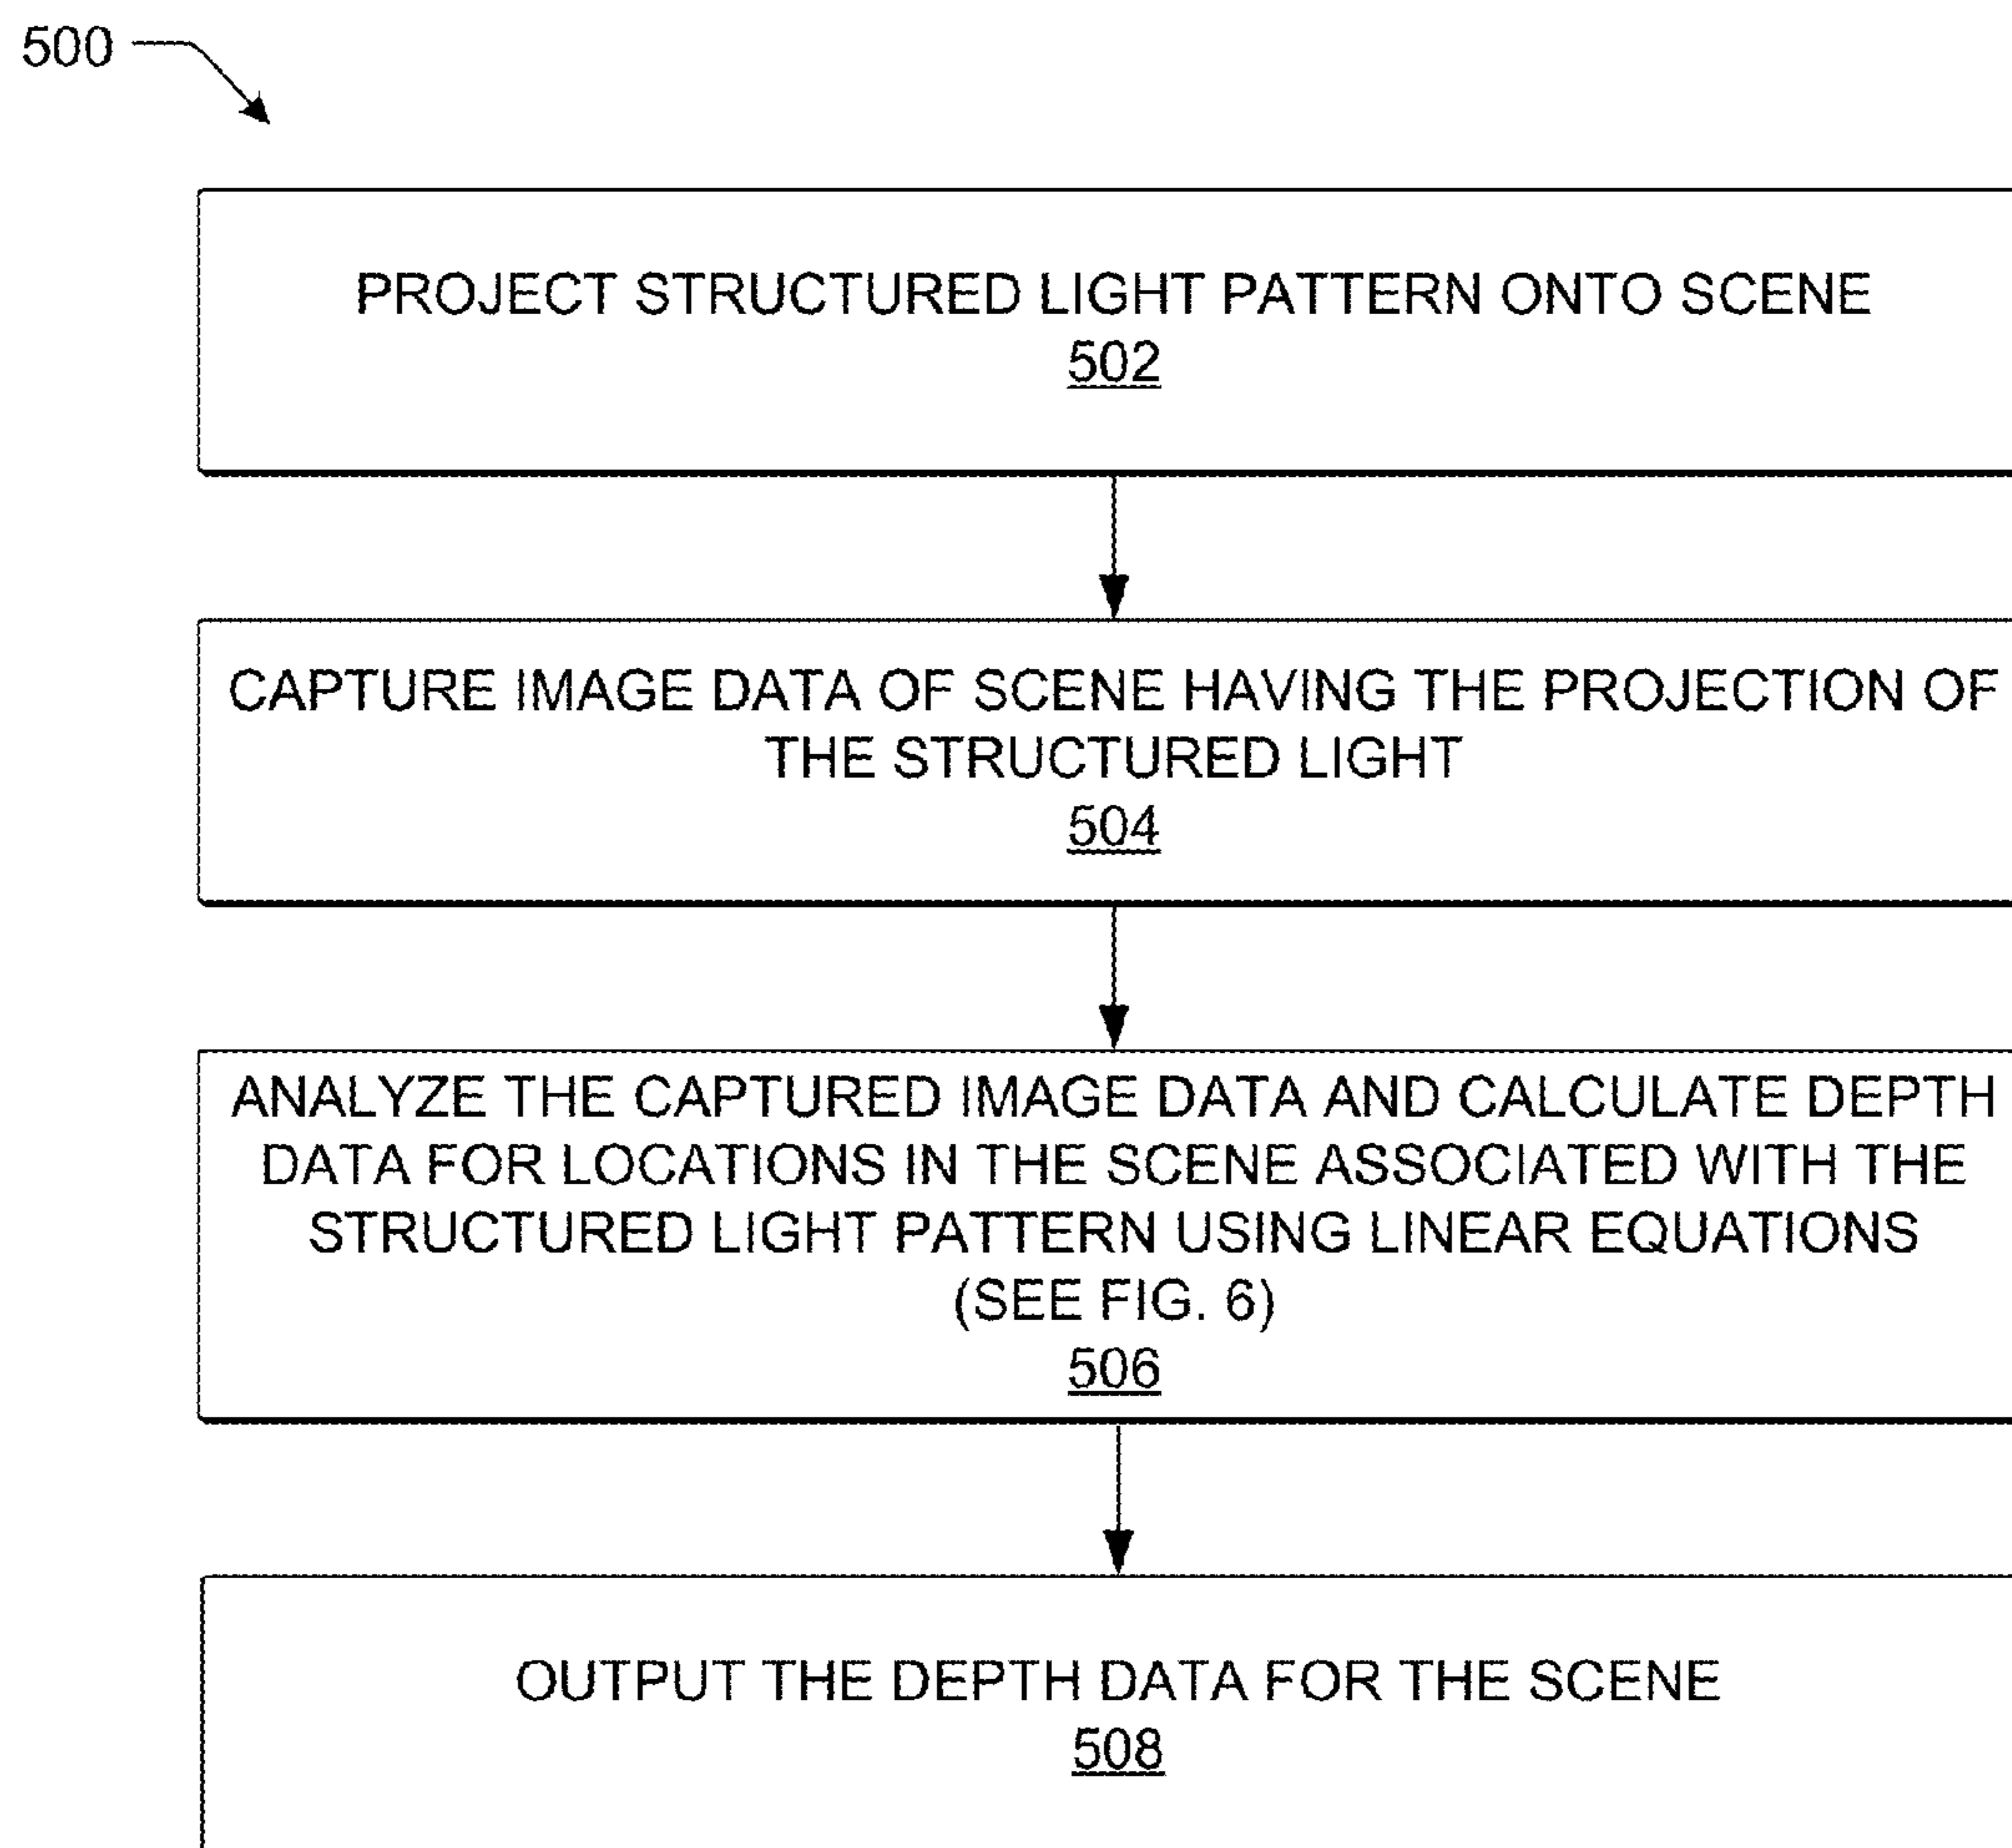 500
PROJECT STRUCTURED LIGHT PATTERN ONTO SCENE
502
CAPTURE IMAGE DATA OF SCENE HAVING THE PROJECTION OF
THE STRUCTURED LIGHT
504
ANALYZE THE CAPTURED IMAGE DATA AND CALCULATE DEPTH
DATA FOR LOCATIONS IN THE SCENE ASSOCIATED WITH THE
STRUCTURED LIGHT PATTERN USING LINEAR EQUATIONS
(SEE FIG. 6)
506
OUTPUT THE DEPTH DATA FOR THE SCENE
508